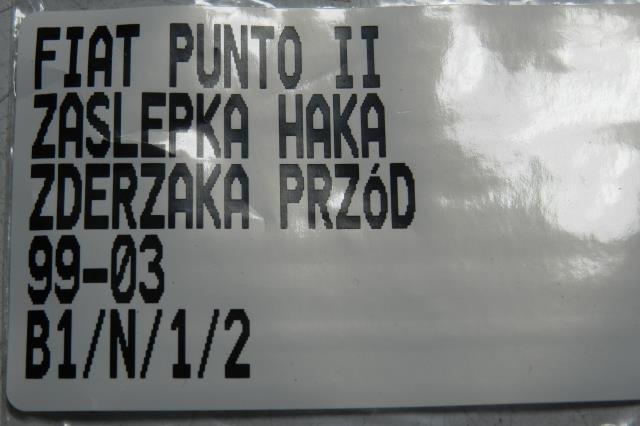 FIAT PUNTO II
ZASLEPKA HAKA
ZDERZAKA PRZóD
99-03
B1/N/1/2